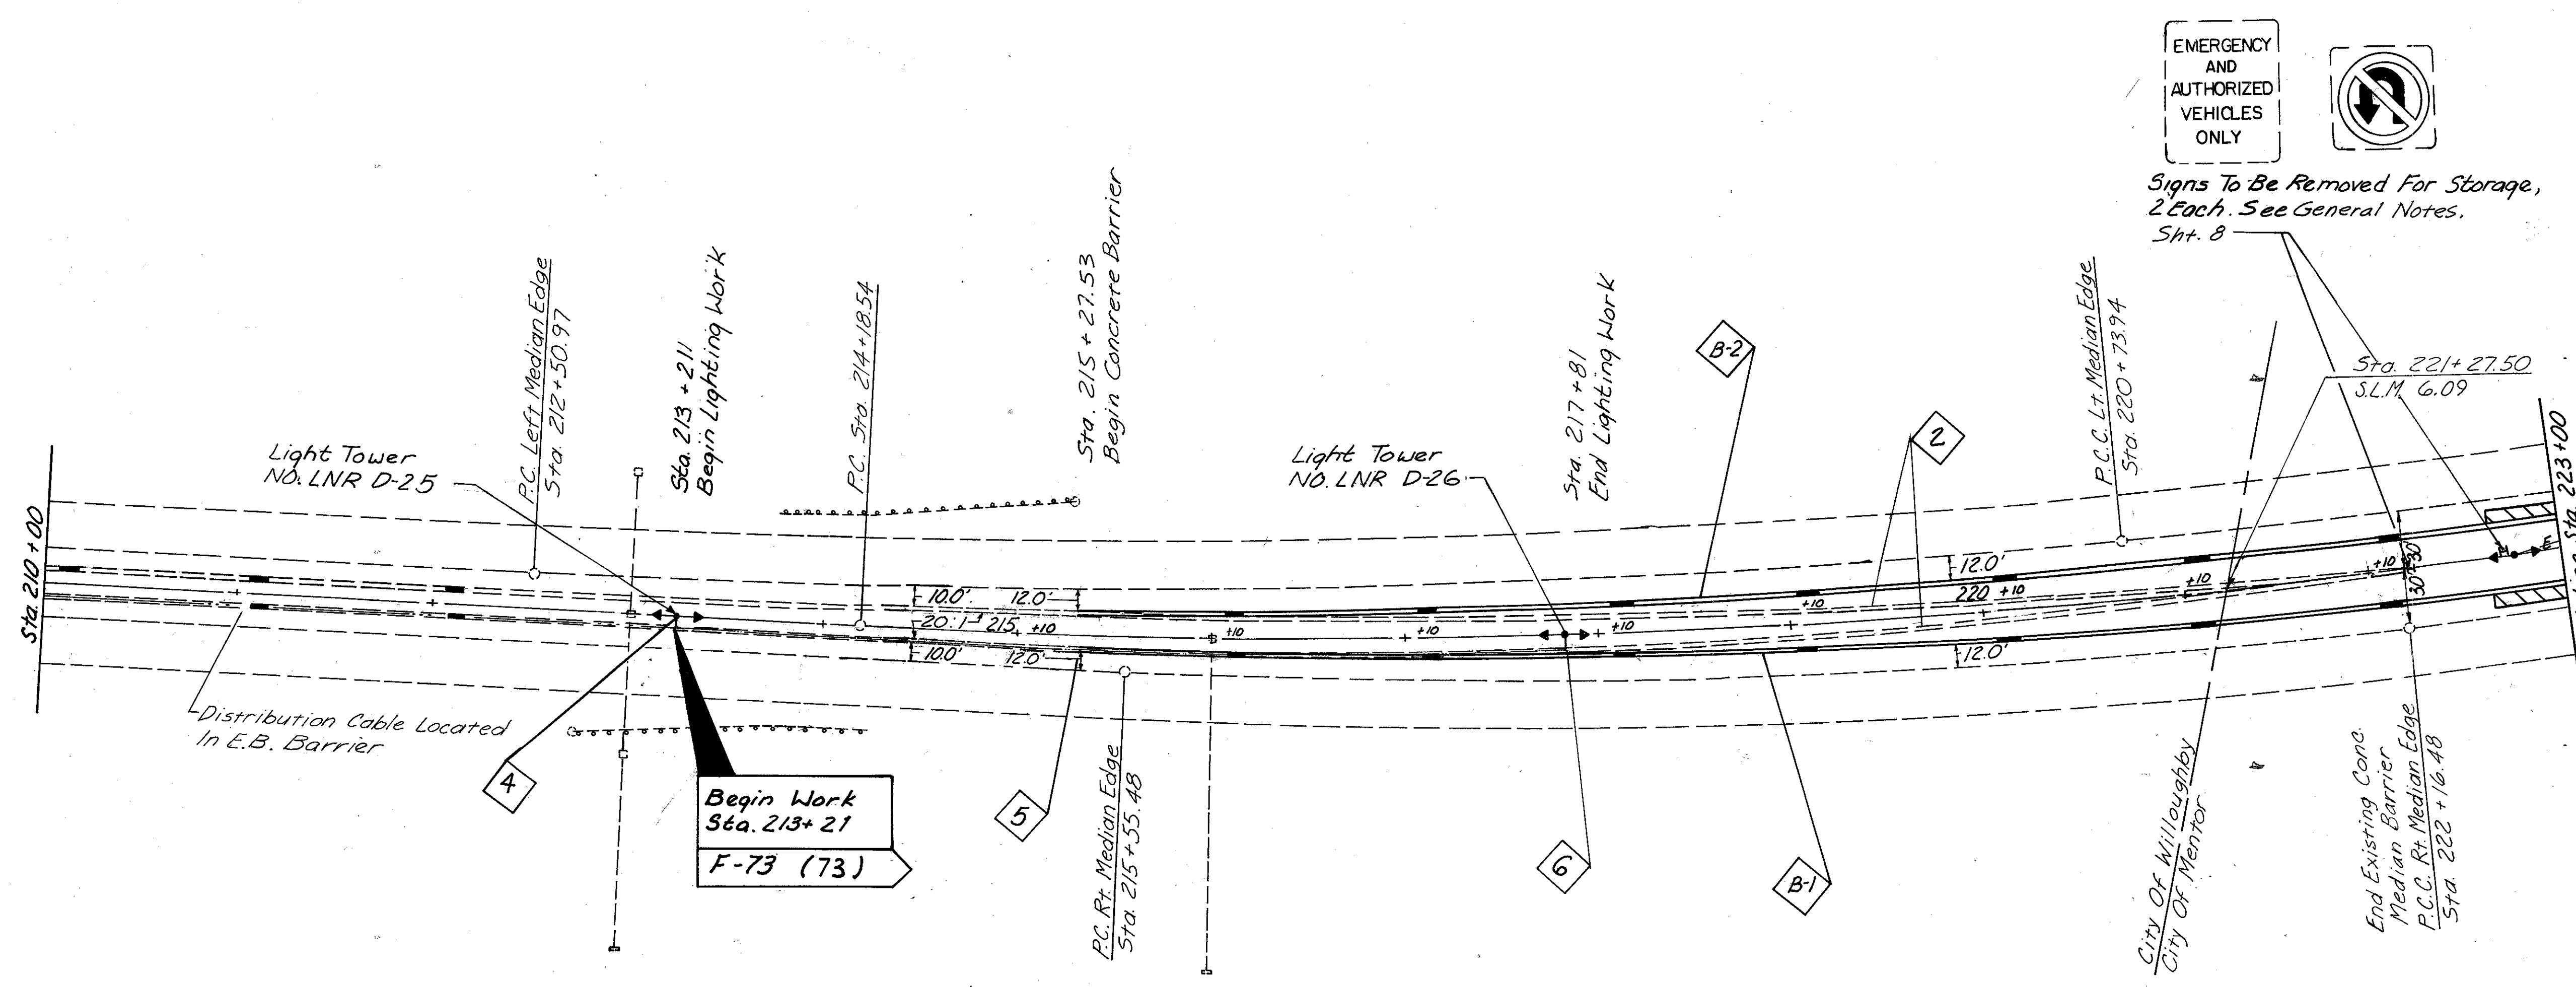 EMERGENCY
AND
AUTHORIZED
VEHICLES
ONLY
Signs To Be Removed For Storage,
2 Each. See General Notes.
Sht. 8
Sta. 210 + 00
Light Tower
NO. LNR D-25
P.C. Left Median Edge
Sta. 212+50.97
Sta. 213 + 211
Begin Lighting Work
P.C. Sta. 214+18.54
Sta. 215 + 27.53
Begin Concrete Barrier
Light Tower
NO. LNR D-26
Sta. 217 + 81
End Lighting Work
B-2
2
P.C.C. Lt. Median Edge
Sta. 220+73.94
Sta. 221+27.50
S.L.M. 6.09
Sta. 223+00
10.0'
12.0'
20:1
215
+10
10.0'
12.0'
+10
+10
+10
+10
12.0'
220 +10
12.0'
+10
+10
30'
30'
Distribution Cable Located
In E.B. Barrier
4
Begin Work
Sta. 213+21
F-73 (73)
5
P.C. Rt. Median Edge
Sta. 215+55.48
6
B-1
City Of Willoughby
City Of Mentor
End Existing Conc.
Median Barrier
P.C.C. Rt. Median Edge
Sta. 222+16.48